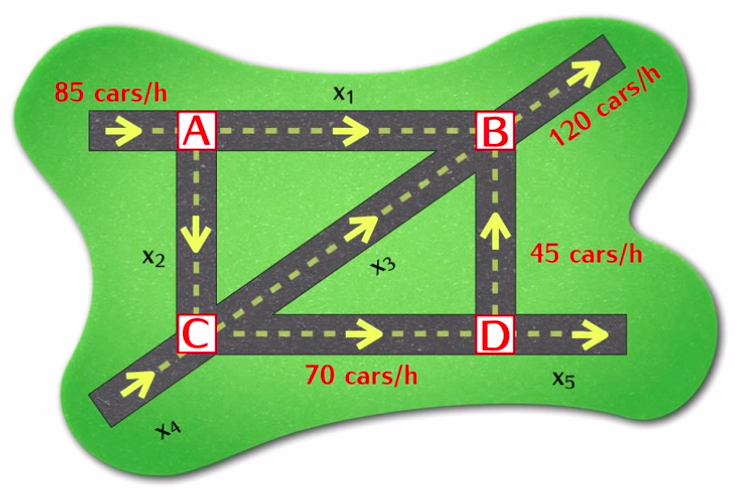 85 cars/h
x₁
120 cars/h
A
B
x₂
x₃
45 cars/h
C
D
70 cars/h
x₄
x₅